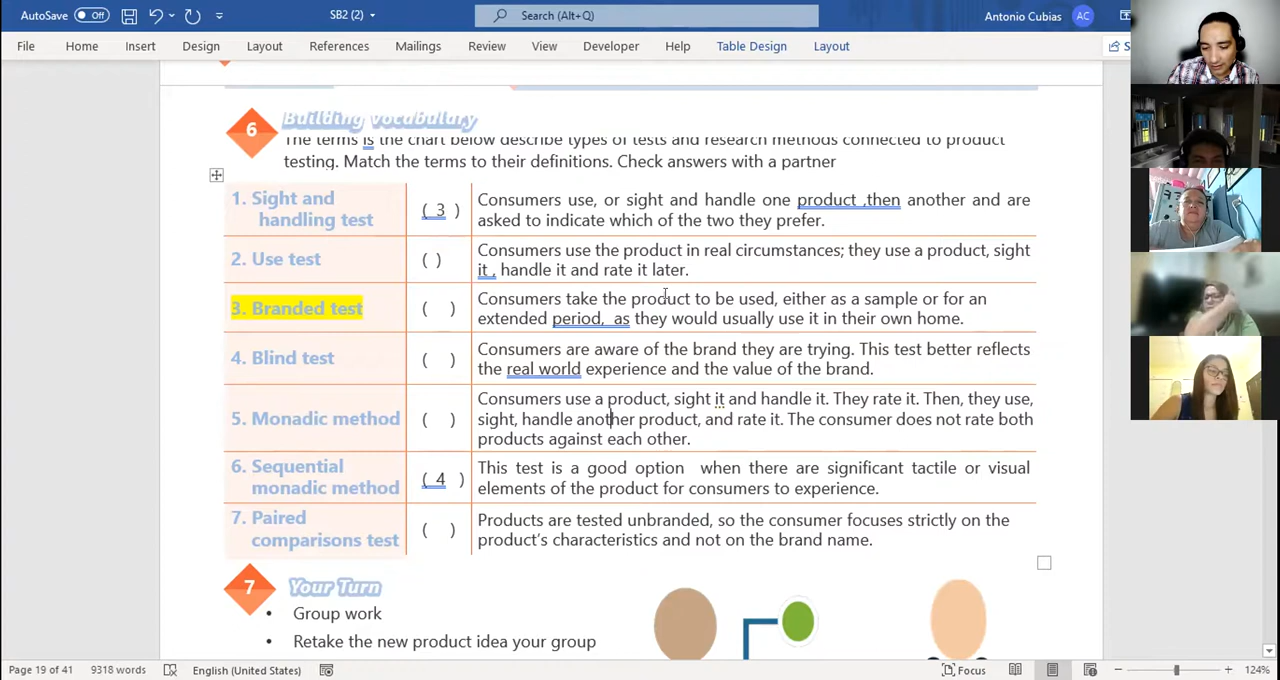 AutoSave Off SB2 (2) Search (Alt+Q) Antonio Cubias AC
File Home Insert Design Layout References Mailings Review View Developer Help Table Design Layout S
6 Building Vocabulary
The terms is the chart below describe types of tests and research methods connected to product
testing. Match the terms to their definitions. Check answers with a partner
1. Sight and
handling test
( 3 )
Consumers use, or sight and handle one product ,then another and are
asked to indicate which of the two they prefer.
2. Use test
( )
Consumers use the product in real circumstances; they use a product, sight
it , handle it and rate it later.
3. Branded test
( )
Consumers take the product to be used, either as a sample or for an
extended period, as they would usually use it in their own home.
4. Blind test
( )
Consumers are aware of the brand they are trying. This test better reflects
the real world experience and the value of the brand.
5. Monadic method
( )
Consumers use a product, sight it and handle it. They rate it. Then, they use,
sight, handle another product, and rate it. The consumer does not rate both
products against each other.
6. Sequential
monadic method
( 4 )
This test is a good option when there are significant tactile or visual
elements of the product for consumers to experience.
7. Paired
comparisons test
( )
Products are tested unbranded, so the consumer focuses strictly on the
product's characteristics and not on the brand name.
7 Your Turn
• Group work
• Retake the new product idea your group
Page 19 of 41 9318 words English (United States) Focus 124%